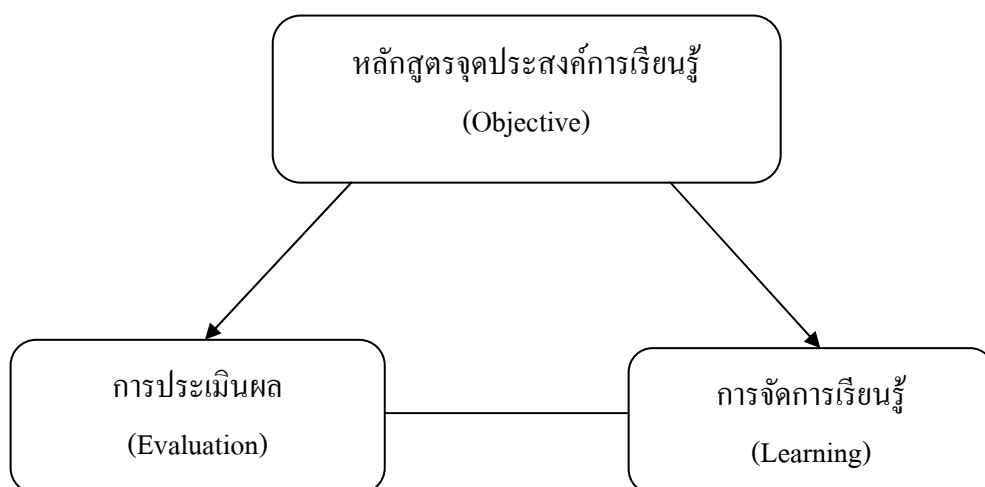 หลักสูตรจุดประสงค์การเรียนรู้
(Objective)
การประเมินผล
(Evaluation)
การจัดการเรียนรู้
(Learning)